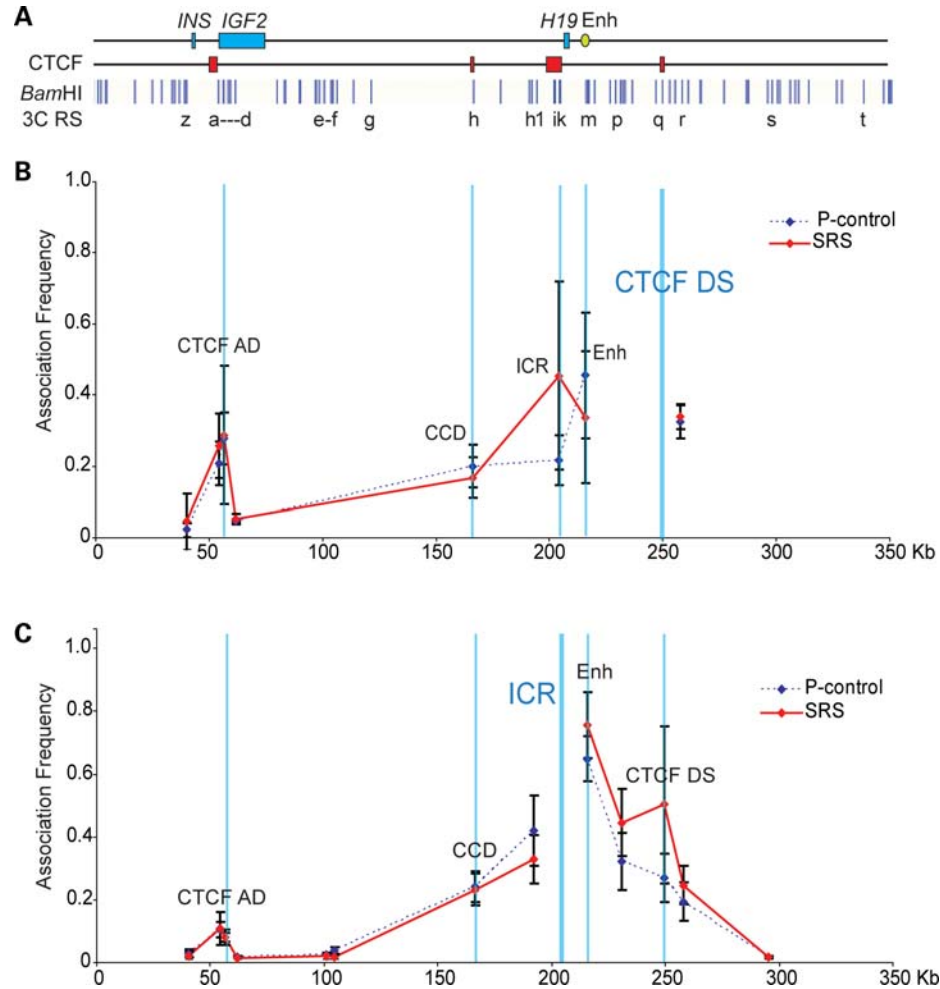 A
INS IGF2 H19 Enh
CTCF
BamHI
3C RS z a---d e-f g h h1 ik m p q r s t
B
1.0
0.8
0.6
0.4
0.2
0
Association Frequency
CTCF AD
CCD
ICR
Enh
CTCF DS
P-control
SRS
0 50 100 150 200 250 300 350 Kb
C
1.0
0.8
0.6
0.4
0.2
0
Association Frequency
CTCF AD
CCD
ICR
Enh
CTCF DS
P-control
SRS
0 50 100 150 200 250 300 350 Kb